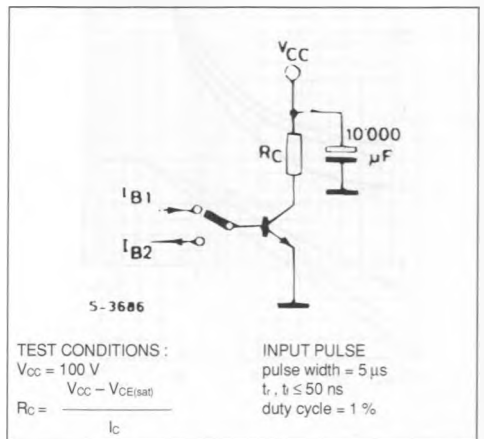 VCC
10'000
µF
RC
IB1
IB2
S-3686
TEST CONDITIONS :
VCC = 100 V
RC = VCC – VCE(sat) / IC
INPUT PULSE
pulse width = 5 µs
tr , tf ≤ 50 ns
duty cycle = 1 %